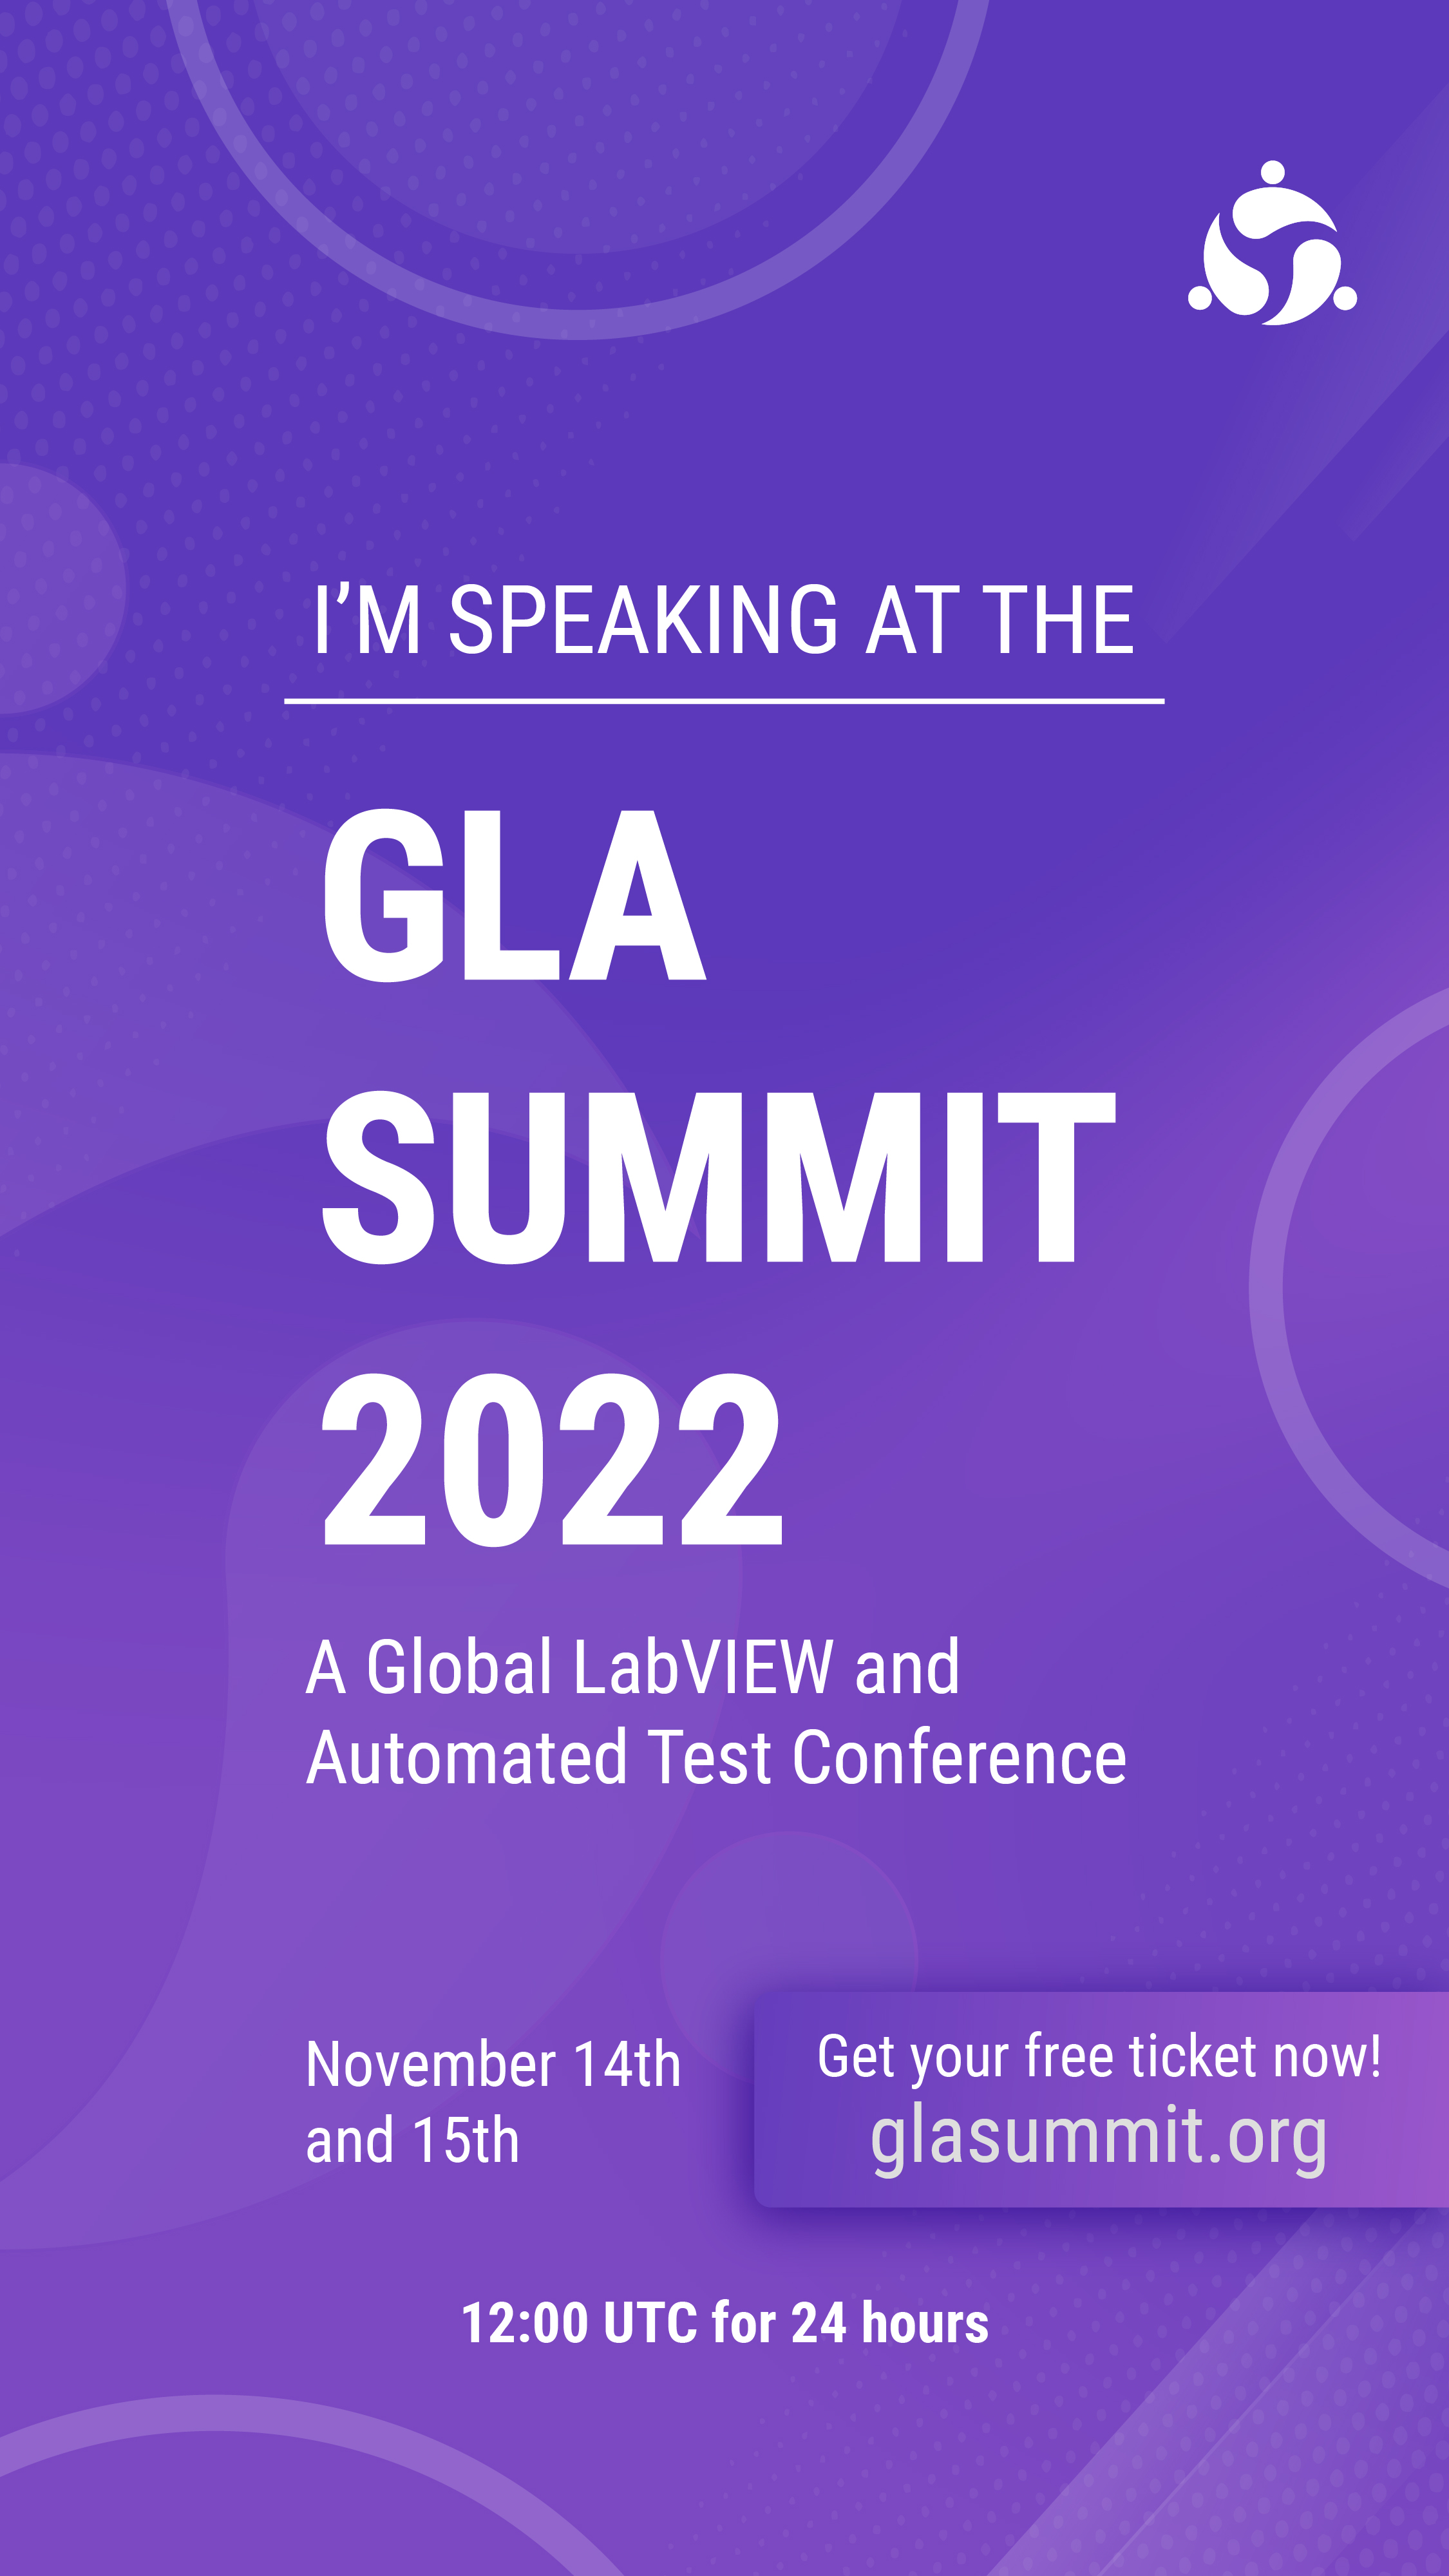 I’M SPEAKING AT THE
GLA
SUMMIT
2022
A Global LabVIEW and
Automated Test Conference
November 14th
and 15th
Get your free ticket now!
glasummit.org
12:00 UTC for 24 hours